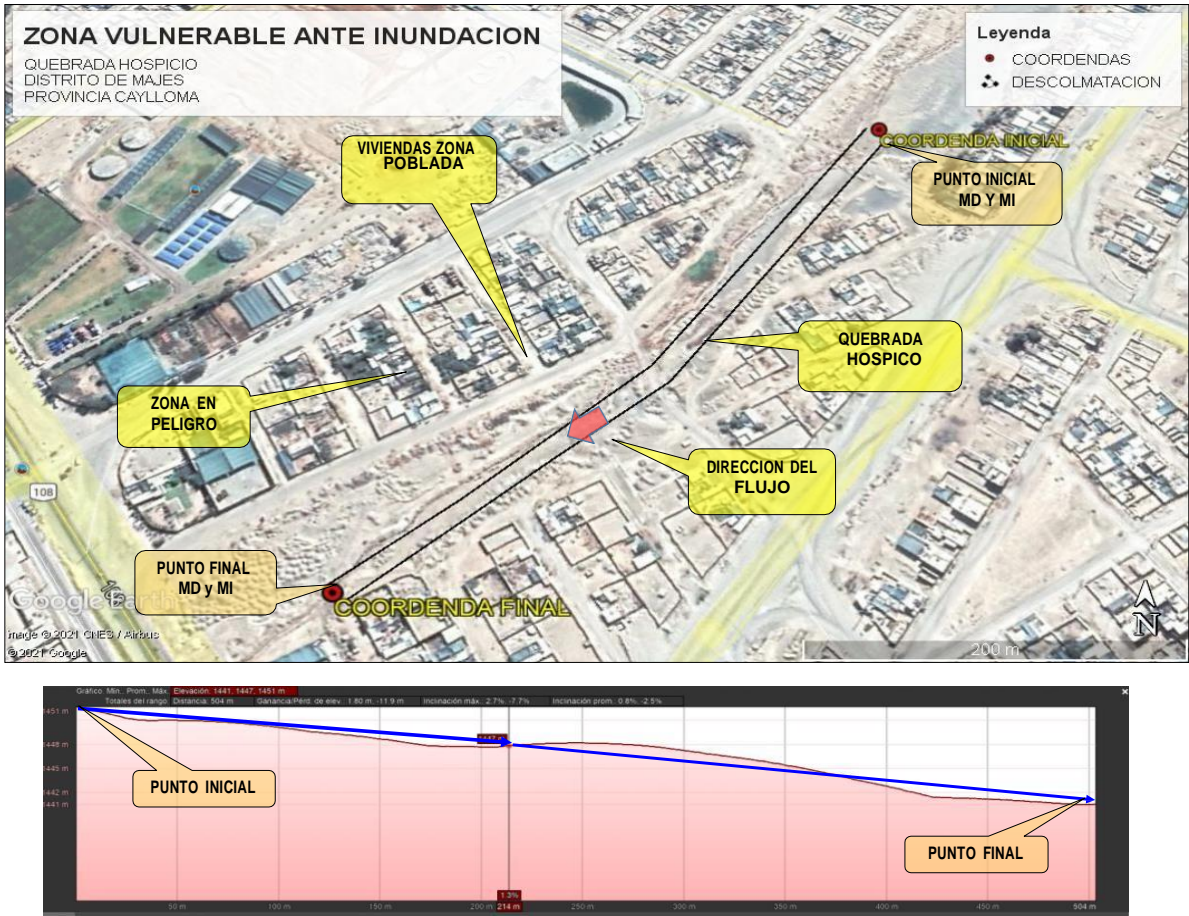 ZONA VULNERABLE ANTE INUNDACION
QUEBRADA HOSPICIO
DISTRITO DE MAJES
PROVINCIA CAYLLOMA
Leyenda
COORDENDAS
DESCOLMATACION
COORDENDA INICIAL
PUNTO INICIAL
MD Y MI
VIVIENDAS ZONA
POBLADA
QUEBRADA
HOSPICO
ZONA EN
PELIGRO
DIRECCION DEL
FLUJO
108
PUNTO FINAL
MD y MI
COORDENDA FINAL
Google Earth
Image © 2021 CNES / Airbus
© 2021 Google
N
200 m
Gráfico. Mín., Prom., Máx. Elevación: 1441, 1447, 1451 m
Totales del rango: Distancia: 504 m Ganancia/Pérd. de elev.: 1.80 m, -11.9 m Inclinación máx.: 2.7%, -7.7% Inclinación prom.: 0.8%, -2.5%
1451 m
1448 m
1445 m
1442 m
1441 m
1447 m
PUNTO INICIAL
PUNTO FINAL
1.3%
50 m 100 m 150 m 200 m 214 m 250 m 300 m 350 m 400 m 450 m 504 m